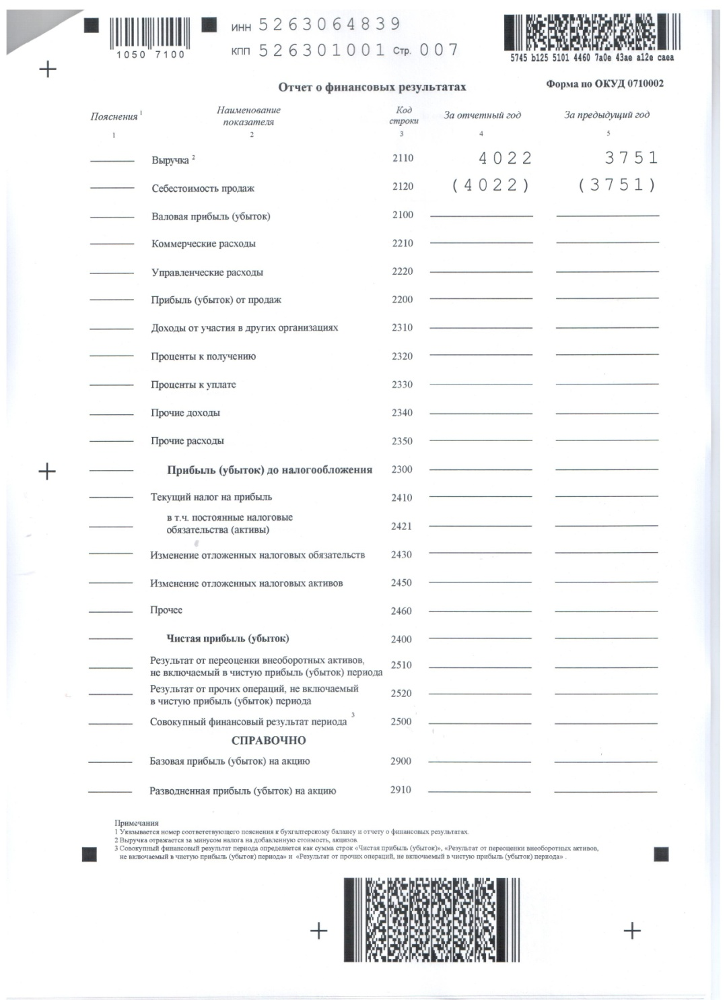 ИНН 5263064839
1050 7100
КПП 526301001 Стр. 007
5745 b125 5101 4460 7a0e 43ae a12e caea
Отчет о финансовых результатах
Форма по ОКУД 0710002
Пояснения 1 Наименование показателя Код строки За отчетный год За предыдущий год
1 2 3 4 5
Выручка 2 2110 4022 3751
Себестоимость продаж 2120 (4022) (3751)
Валовая прибыль (убыток) 2100
Коммерческие расходы 2210
Управленческие расходы 2220
Прибыль (убыток) от продаж 2200
Доходы от участия в других организациях 2310
Проценты к получению 2320
Проценты к уплате 2330
Прочие доходы 2340
Прочие расходы 2350
Прибыль (убыток) до налогообложения 2300
Текущий налог на прибыль 2410
в т.ч. постоянные налоговые
обязательства (активы) 2421
Изменение отложенных налоговых обязательств 2430
Изменение отложенных налоговых активов 2450
Прочее 2460
Чистая прибыль (убыток) 2400
Результат от переоценки внеоборотных активов,
не включаемый в чистую прибыль (убыток) периода 2510
Результат от прочих операций, не включаемый
в чистую прибыль (убыток) периода 2520
Совокупный финансовый результат периода 3 2500
СПРАВОЧНО
Базовая прибыль (убыток) на акцию 2900
Разводненная прибыль (убыток) на акцию 2910
Примечания
1 Указывается номер соответствующего пояснения к бухгалтерскому балансу и отчету о финансовых результатах.
2 Выручка отражается за минусом налога на добавленную стоимость, акцизов.
3 Совокупный финансовый результат периода определяется как сумма строк «Чистая прибыль (убыток)», «Результат от переоценки внеоборотных активов,
не включаемый в чистую прибыль (убыток) периода» и «Результат от прочих операций, не включаемый в чистую прибыль (убыток) периода» .